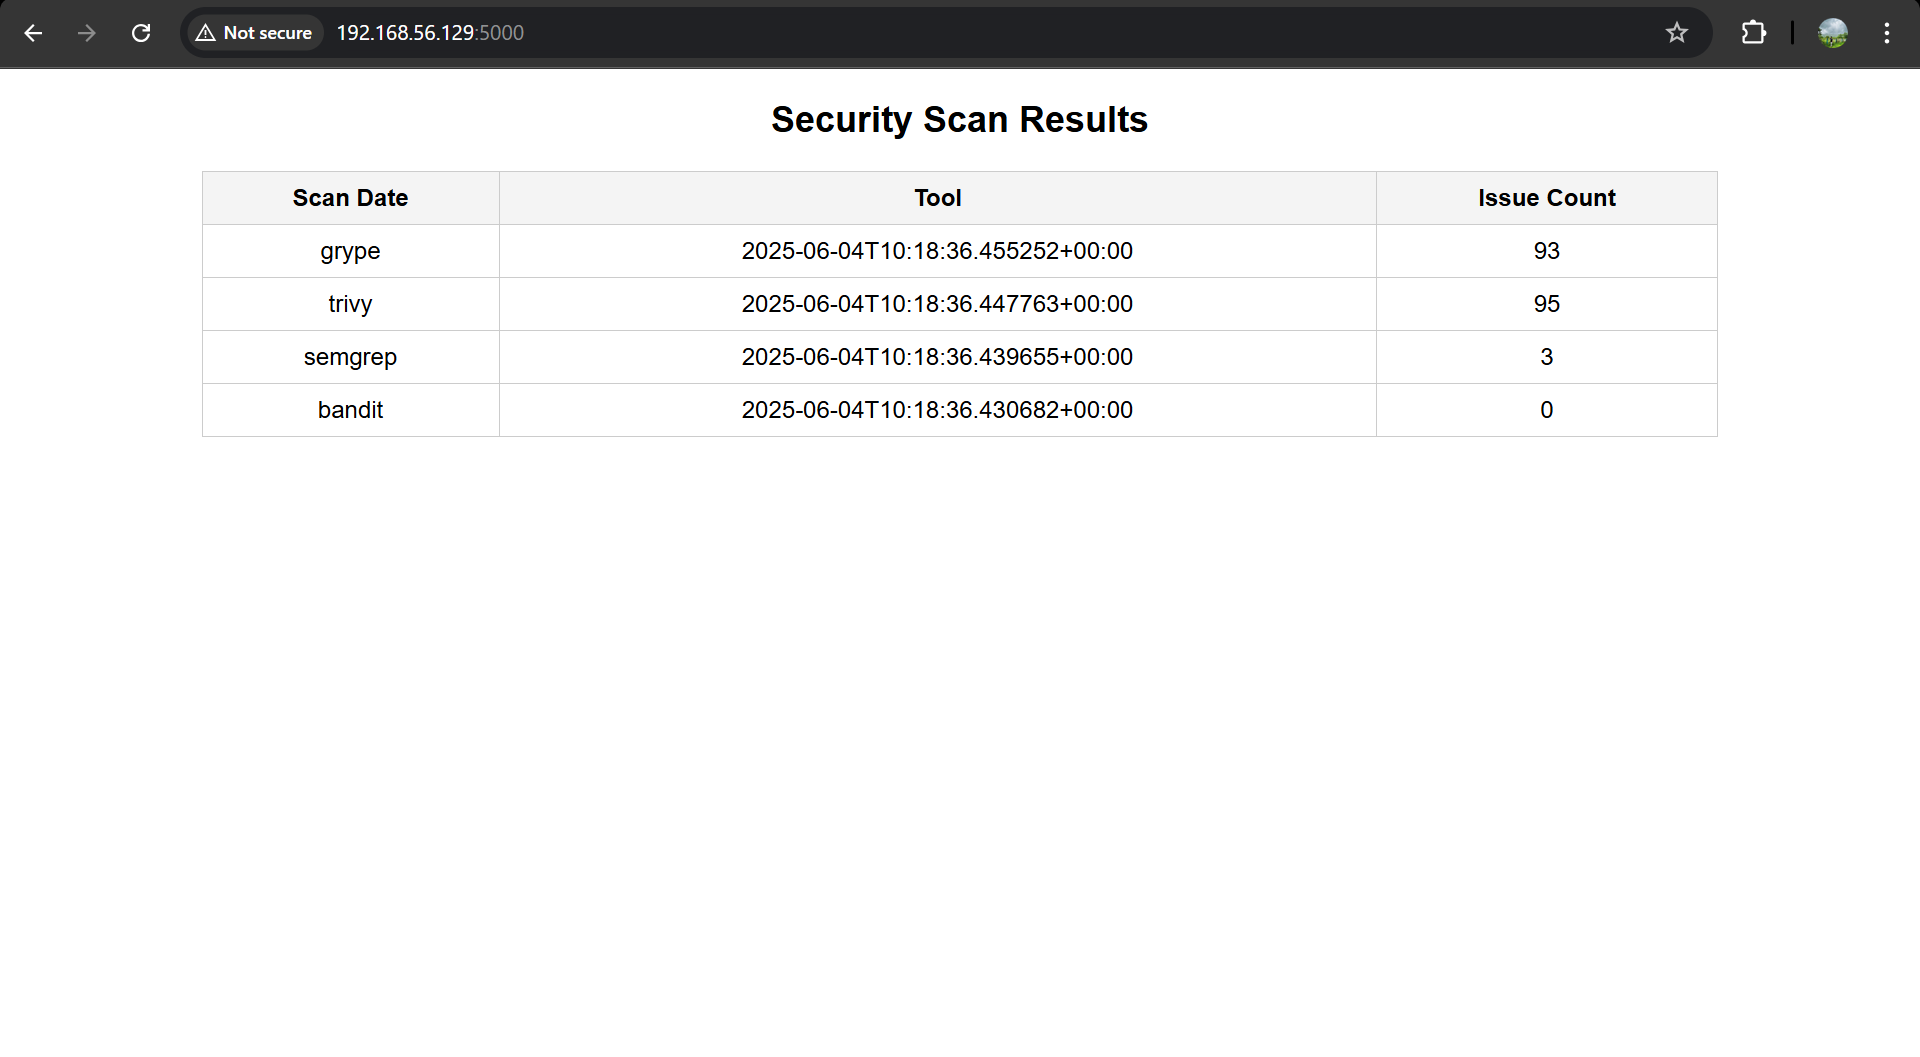 Not secure 192.168.56.129:5000
Security Scan Results
Scan Date Tool Issue Count
grype 2025-06-04T10:18:36.455252+00:00 93
trivy 2025-06-04T10:18:36.447763+00:00 95
semgrep 2025-06-04T10:18:36.439655+00:00 3
bandit 2025-06-04T10:18:36.430682+00:00 0